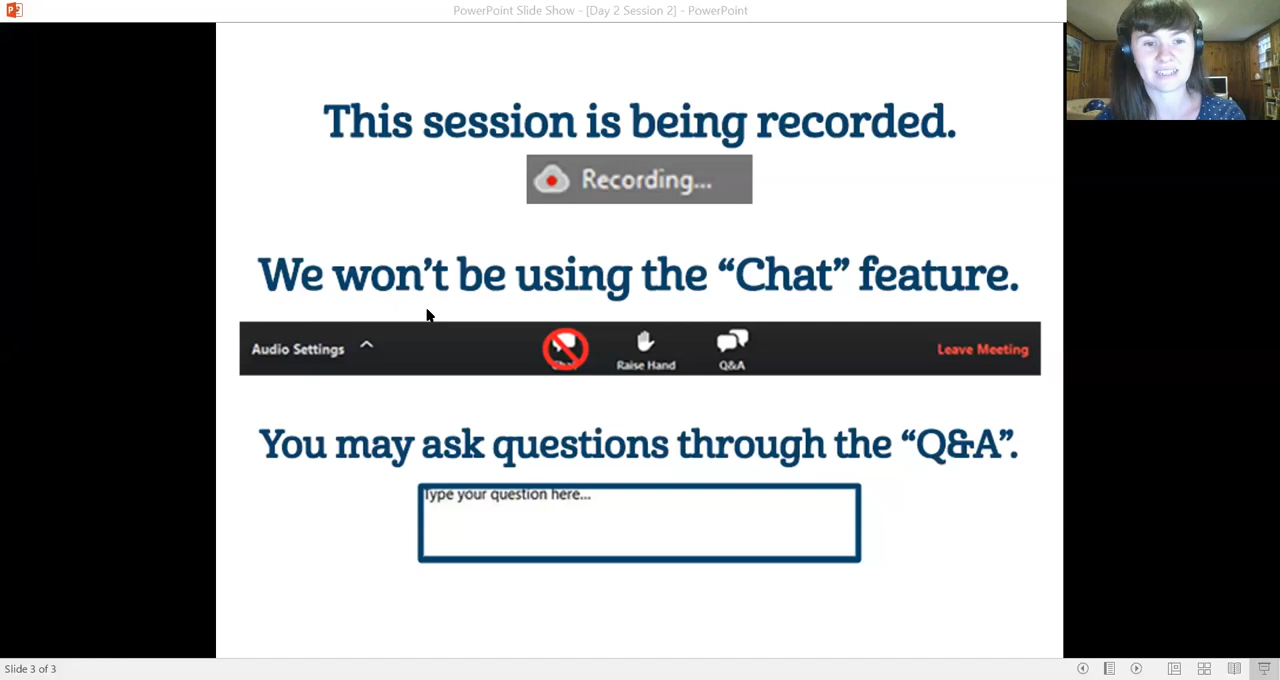 PowerPoint Slide Show - [Day 2 Session 2] - PowerPoint
This session is being recorded.
Recording...
We won’t be using the “Chat” feature.
Audio Settings Raise Hand Q&A Leave Meeting
You may ask questions through the “Q&A”.
Type your question here...
Slide 3 of 3